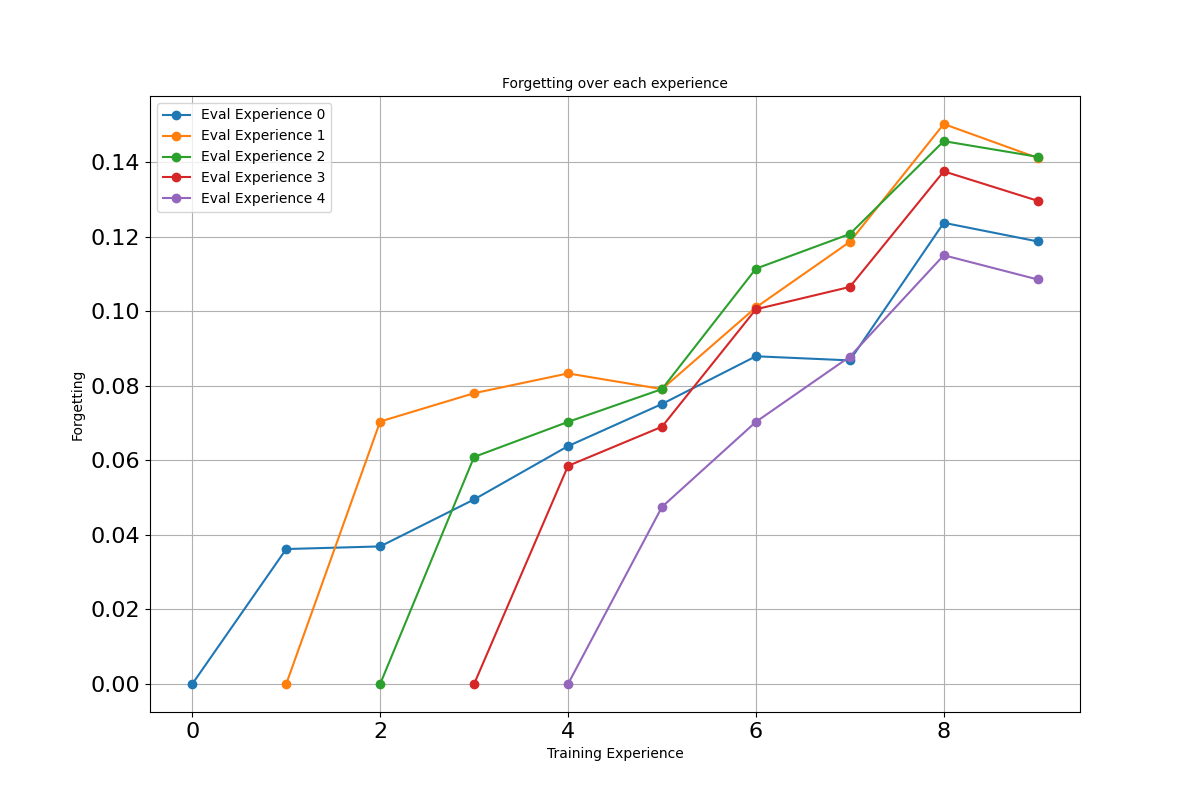 Forgetting over each experience
Eval Experience 0
Eval Experience 1
Eval Experience 2
Eval Experience 3
Eval Experience 4
0.14
0.12
0.10
0.08
0.06
0.04
0.02
0.00
Forgetting
0 2 4 6 8
Training Experience